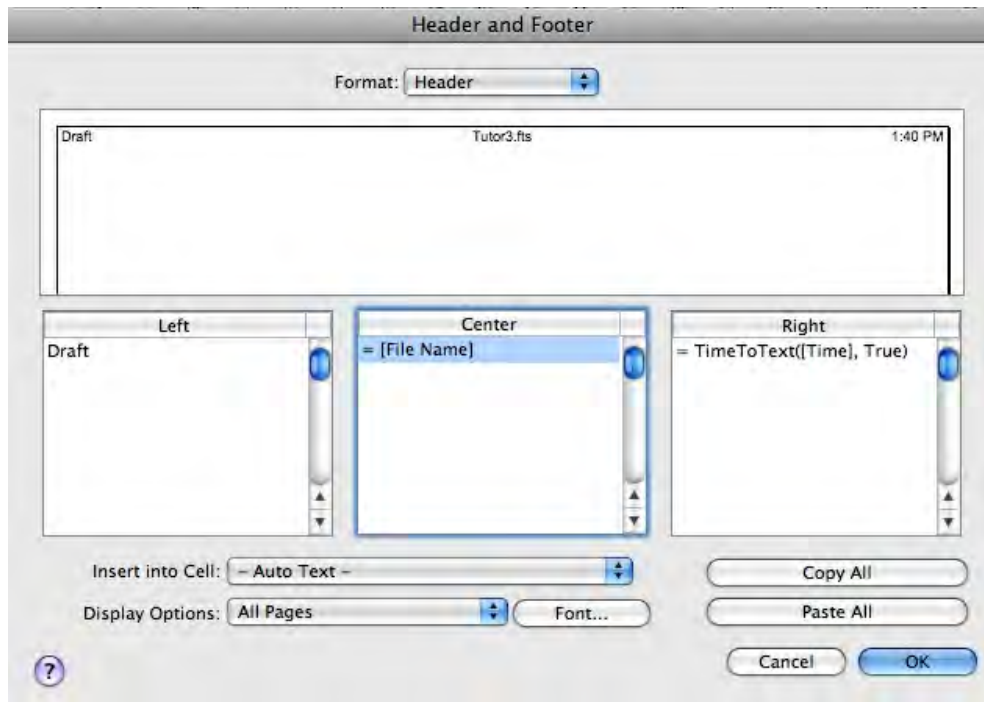 Header and Footer
Format: Header
Draft Tutor3.fts 1:40 PM
Left Center Right
Draft = [File Name] = TimeToText([Time], True)
Insert into Cell: - Auto Text - Copy All
Display Options: All Pages Font... Paste All
? Cancel OK